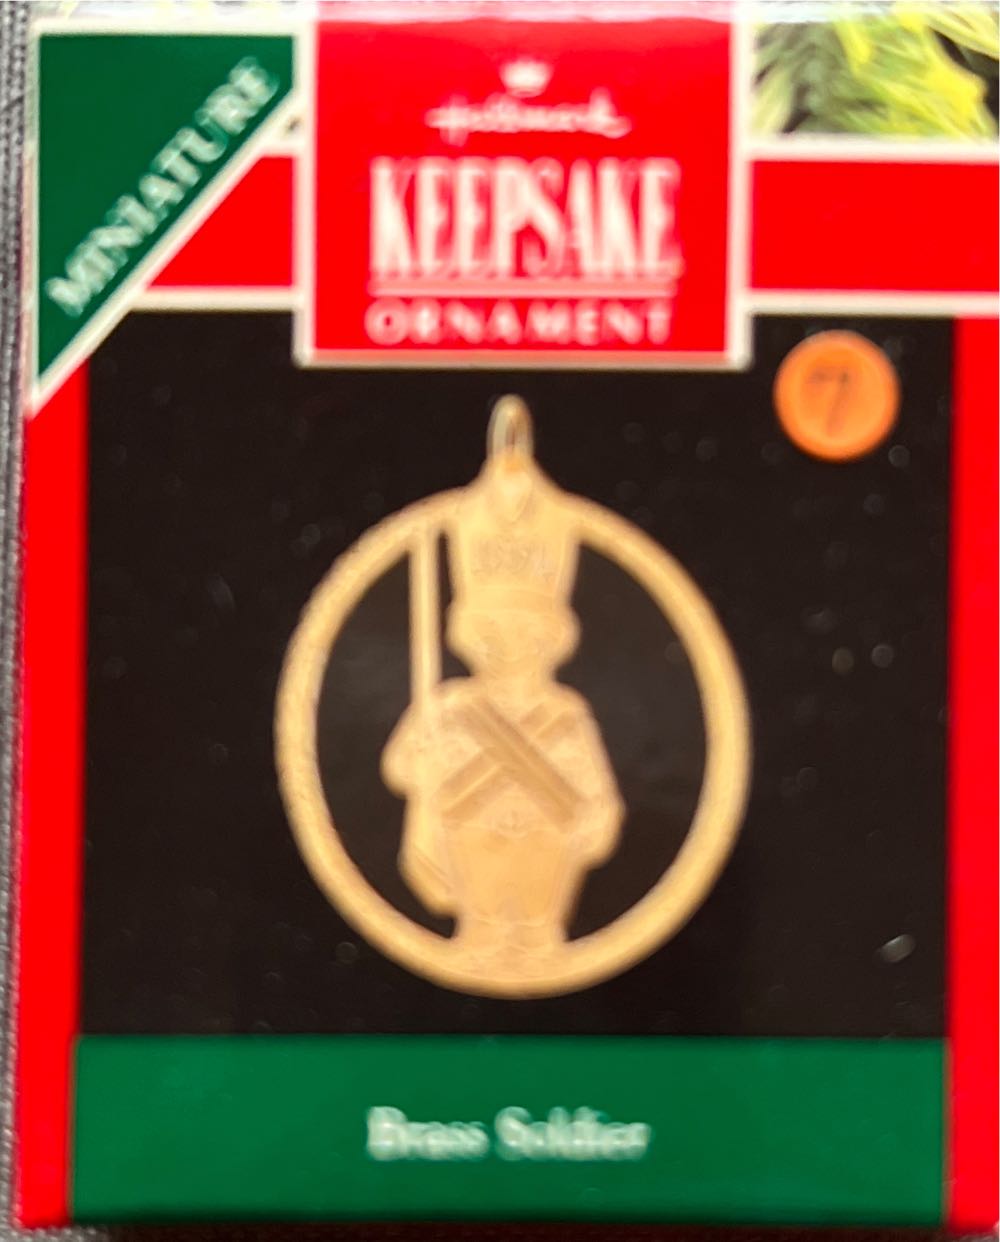 MINIATURE
Hallmark
KEEPSAKE
ORNAMENT
7
Brass Soldier